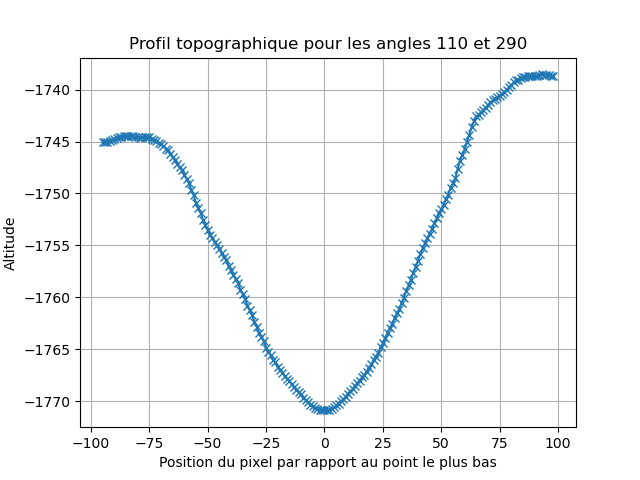 Profil topographique pour les angles 110 et 290
−1740
−1745
−1750
−1755
−1760
−1765
−1770
Altitude
−100 −75 −50 −25 0 25 50 75 100
Position du pixel par rapport au point le plus bas